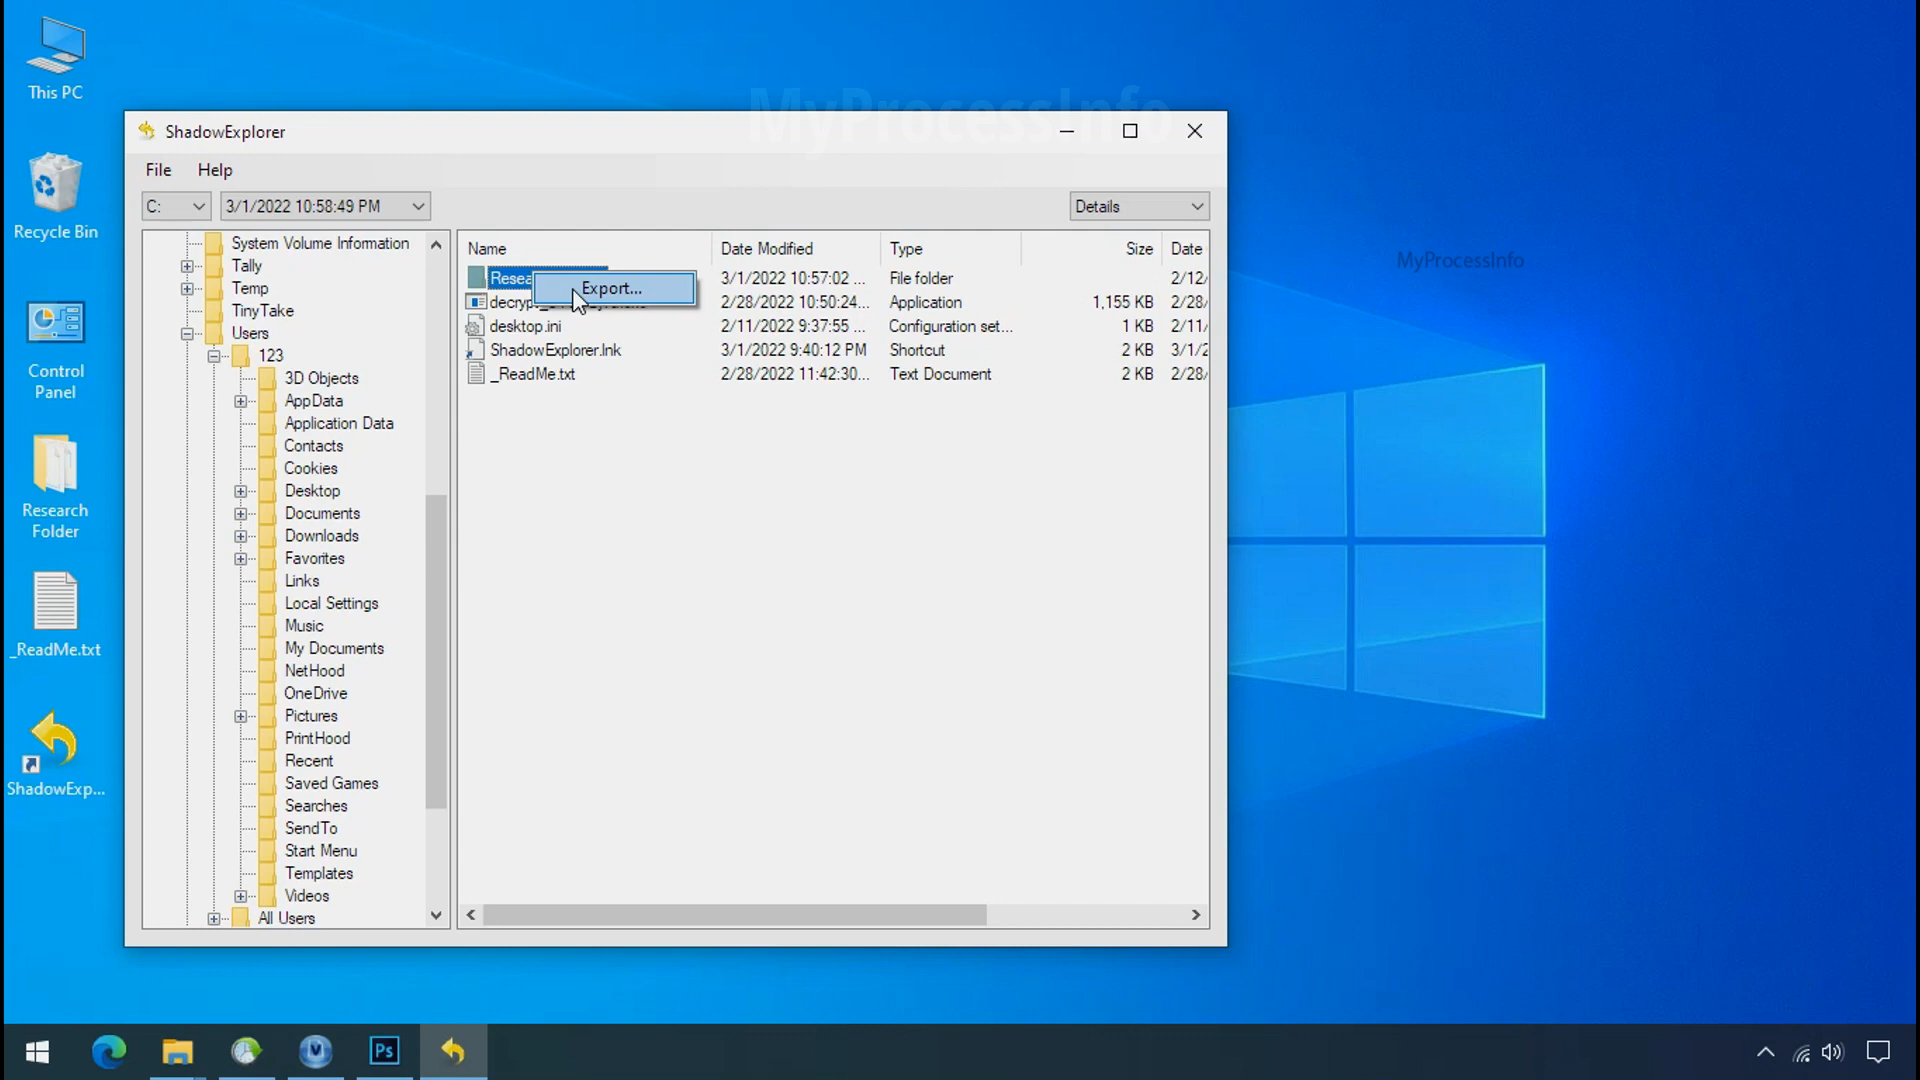 This PC
MyProcessInfo
ShadowExplorer
File Help
C: 3/1/2022 10:58:49 PM Details
Recycle Bin
Control
Panel
Research
Folder
_ReadMe.txt
ShadowExp...
System Volume Information
Tally
Temp
TinyTake
Users
123
3D Objects
AppData
Application Data
Contacts
Cookies
Desktop
Documents
Downloads
Favorites
Links
Local Settings
Music
My Documents
NetHood
OneDrive
Pictures
PrintHood
Recent
Saved Games
Searches
SendTo
Start Menu
Templates
Videos
All Users
Name Date Modified Type Size Date
Resea 3/1/2022 10:57:02 ... File folder 2/12/
Export...
2/28/2022 10:50:24... Application 1,155 KB 2/28/
desktop.ini 2/11/2022 9:37:55 ... Configuration set... 1 KB 2/11/
ShadowExplorer.lnk 3/1/2022 9:40:12 PM Shortcut 2 KB 3/1/2
_ReadMe.txt 2/28/2022 11:42:30... Text Document 2 KB 2/28/
MyProcessInfo
Ps